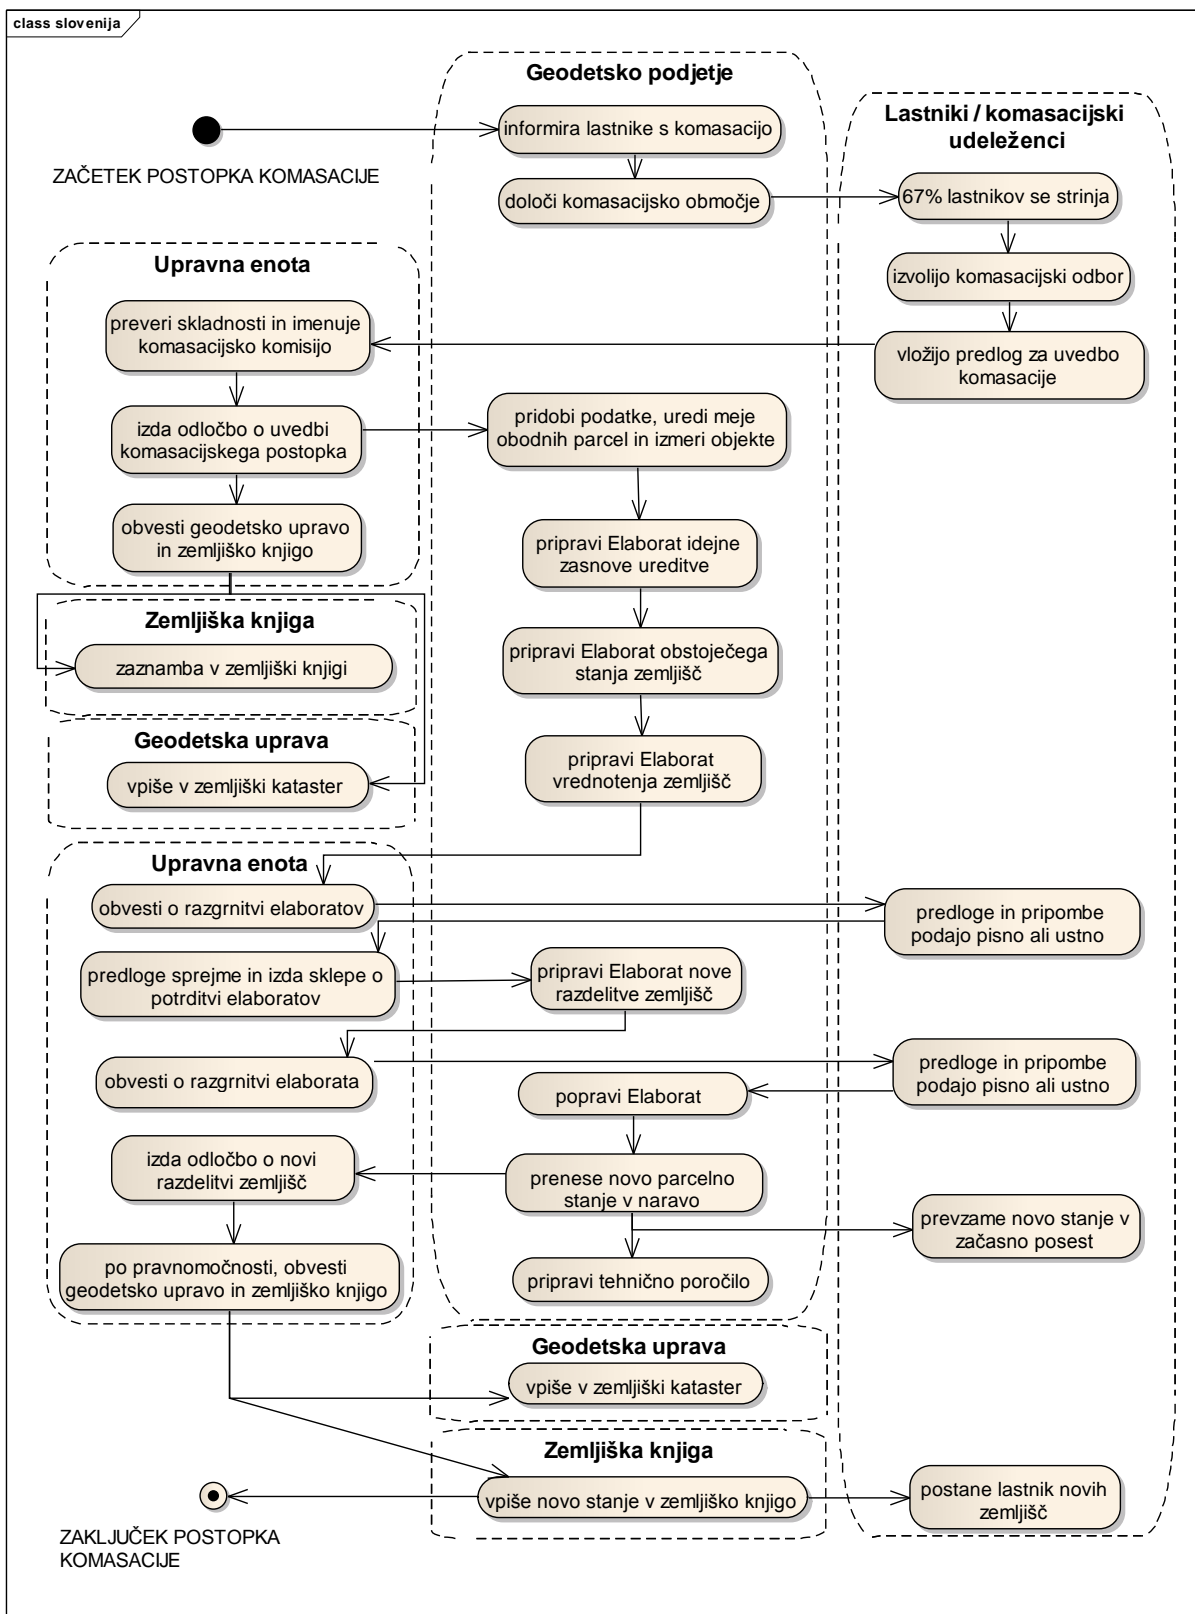 class slovenija
Geodetsko podjetje
informira lastnike s komasacijo
Lastniki / komasacijski
udeleženci
ZAČETEK POSTOPKA KOMASACIJE
določi komasacijsko območje
67% lastnikov se strinja
Upravna enota
izvolijo komasacijski odbor
preveri skladnosti in imenuje
komasacijsko komisijo
vložijo predlog za uvedbo
komasacije
izda odločbo o uvedbi
komasacijskega postopka
pridobi podatke, uredi meje
obodnih parcel in izmeri objekte
obvesti geodetsko upravo
in zemljiško knjigo
pripravi Elaborat idejne
zasnove ureditve
Zemljiška knjiga
zaznamba v zemljiški knjigi
pripravi Elaborat obstoječega
stanja zemljišč
Geodetska uprava
vpiše v zemljiški kataster
pripravi Elaborat
vrednotenja zemljišč
Upravna enota
obvesti o razgrnitvi elaboratov
predloge in pripombe
podajo pisno ali ustno
predloge sprejme in izda sklepe o
potrditvi elaboratov
pripravi Elaborat nove
razdelitve zemljišč
obvesti o razgrnitvi elaborata
predloge in pripombe
podajo pisno ali ustno
popravi Elaborat
izda odločbo o novi
razdelitvi zemljišč
prenese novo parcelno
stanje v naravo
prevzame novo stanje v
začasno posest
po pravnomočnosti, obvesti
geodetsko upravo in zemljiško knjigo
pripravi tehnično poročilo
Geodetska uprava
vpiše v zemljiški kataster
Zemljiška knjiga
vpiše novo stanje v zemljiško knjigo
postane lastnik novih
zemljišč
ZAKLJUČEK POSTOPKA
KOMASACIJE